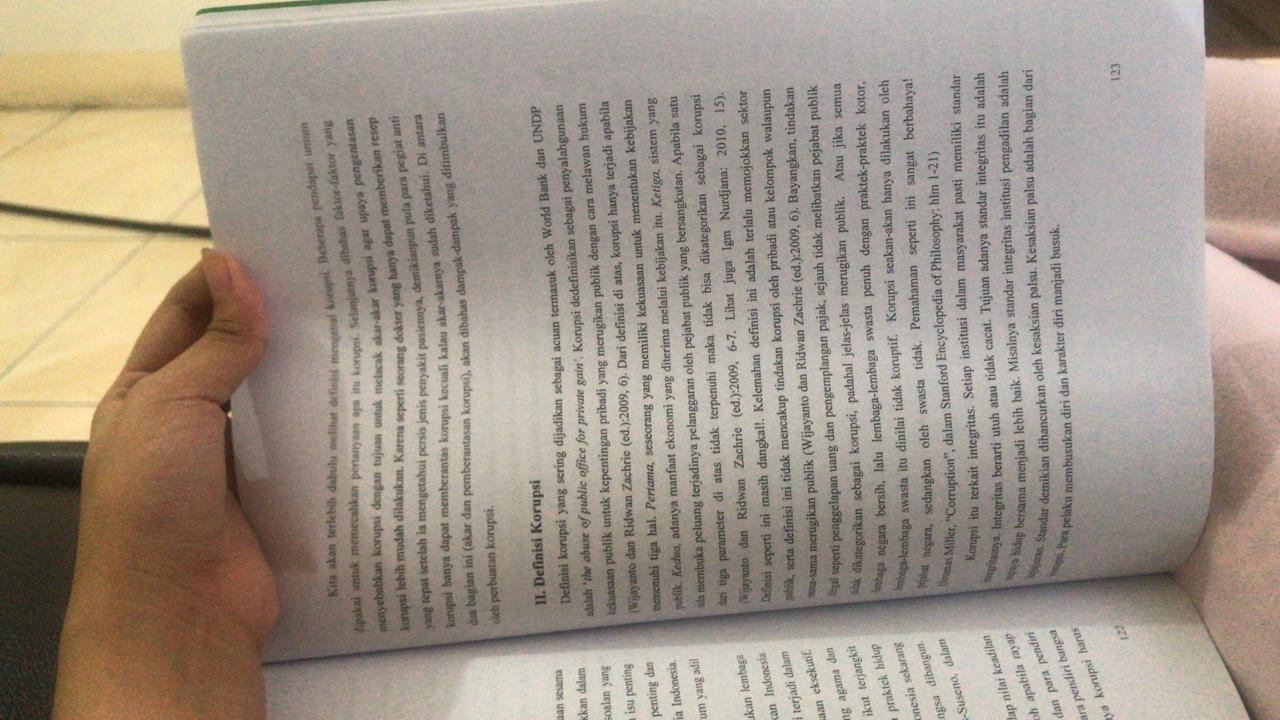 aan sesama
kkan dalam
soalan yang
isu penting
penting dan
ia Indonesia.
um yang adil
ukan lembaga
kan Indonesia
i terjadi dalam
saan eksekutif.
ng agama dan
ikut terjangkit
praktek hidup
onesia sekarang
ngsa dibangun.
s-Suseno, dalam
dap nilai keadilan
oh apabila rayap
dan para pendiri
ara pendiri bangsa
ya korupsi harus
122
Kita akan terlebih dahulu melihat definisi mengenai korupsi. Beberapa pendapat umum
dipakai untuk memecahkan pertanyaan apa itu korupsi. Selanjutnya dibahas faktor-faktor yang
menyebabkan korupsi dengan tujuan untuk melacak akar-akar korupsi agar upaya pengentasan
korupsi lebih mudah dilakukan. Karena seperti seorang dokter yang hanya dapat memberikan resep
yang tepat setelah ia mengetahui persis jenis penyakit pasiennya, demikianpun pula para pegiat anti
korupsi hanya dapat memberantas korupsi kecuali kalau akar-akarnya sudah diketahui. Di antara
dua bagian ini (akar dan pemberantasan korupsi), akan dibahas dampak-dampak yang ditimbulkan
oleh perbuatan korupsi.
II. Definisi Korupsi
Definisi korupsi yang sering dijadikan sebagai acuan termasuk oleh World Bank dan UNDP
adalah ‘the abuse of public office for private gain’. Korupsi dedefinisikan sebagai penyalahgunaan
kekuasaan publik untuk kepentingan pribadi yang merugikan publik dengan cara melawan hukum
(Wijayanto dan Ridwan Zachrie (ed.):2009, 6). Dari definisi di atas, korupsi hanya terjadi apabila
memenuhi tiga hal. Pertama, seseorang yang memiliki kekuasaan untuk menentukan kebijakan
publik. Kedua, adanya manfaat ekonomi yang diterima melalui kebijakan itu. Ketiga, sistem yang
ada membuka peluang terjadinya pelanggaran oleh pejabat publik yang bersangkutan. Apabila satu
dari tiga parameter di atas tidak terpenuhi maka tidak bisa dikategorikan sebagai korupsi
(Wijayanto dan Ridwan Zachrie (ed.):2009, 6-7. Lihat juga Igm Nurdjana: 2010, 15).
Definisi seperti ini masih dangkal!. Kelemahan definisi ini adalah terlalu memojokkan sektor
publik, serta definisi ini tidak mencakup tindakan korupsi oleh pribadi atau kelompok walaupun
sama-sama merugikan publik (Wijayanto dan Ridwan Zachrie (ed.):2009, 6). Bayangkan, tindakan
ilegal seperti penggelapan uang dan pengemplangan pajak, sejauh tidak melibatkan pejabat publik
tidak dikategorikan sebagai korupsi, padahal jelas-jelas merugikan publik. Atau jika semua
lembaga negara bersih, lalu lembaga-lembaga swasta penuh dengan praktek-praktek kotor,
lembaga-lembaga swasta itu dinilai tidak koruptif. Korupsi seakan-akan hanya dilakukan oleh
pejabat negara, sedangkan oleh swasta tidak. Pemahaman seperti ini sangat berbahaya!
(Seumas Miller, “Corruption”, dalam Stanford Encyclopedia of Philosophy: hlm 1-21)
Korupsi itu terkait integritas. Setiap institusi dalam masyarakat pasti memiliki standar
integritasnya. Integritas berarti utuh atau tidak cacat. Tujuan adanya standar integritas itu adalah
supaya hidup bersama menjadi lebih baik. Misalnya standar integritas institusi pengadilan adalah
kejujuran. Standar demikian dihancurkan oleh kesaksian palsu. Kesaksian palsu adalah bagian dari
korupsi. Para pelaku membusukan diri dan karakter diri manjadi busuk.
123